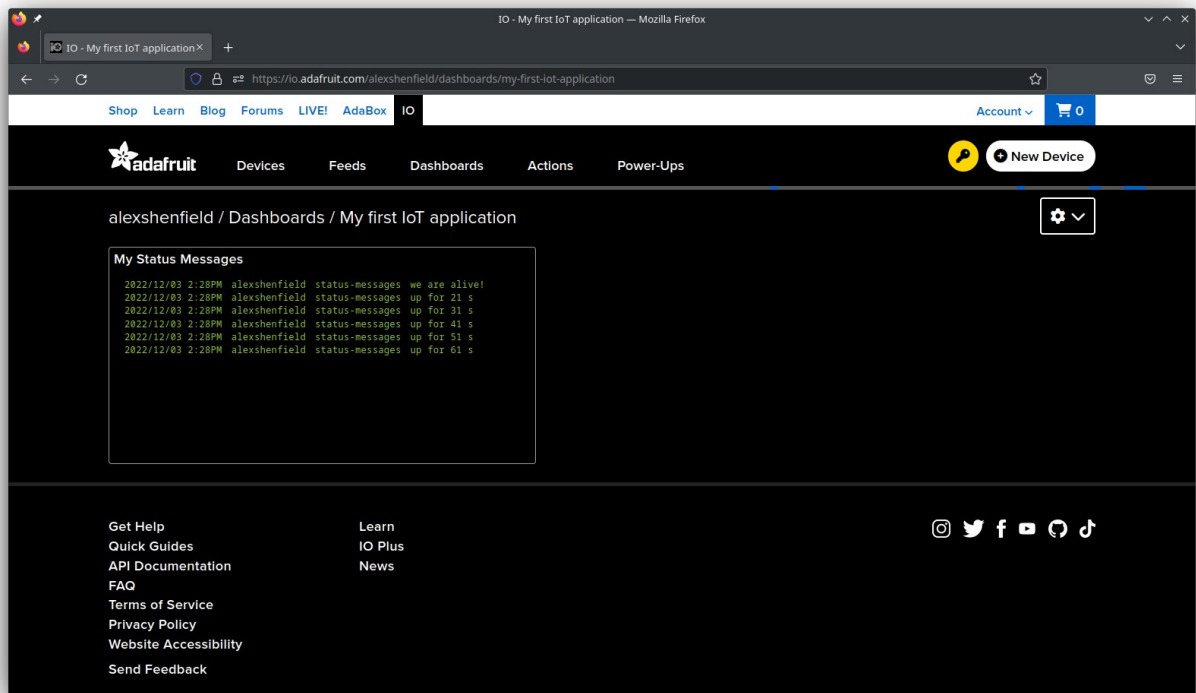 IO - My first IoT application — Mozilla Firefox
IO - My first IoT application
https://io.adafruit.com/alexshenfield/dashboards/my-first-iot-application
Shop Learn Blog Forums LIVE! AdaBox IO Account 0
adafruit Devices Feeds Dashboards Actions Power-Ups New Device
alexshenfield / Dashboards / My first IoT application
My Status Messages
2022/12/03 2:28PM alexshenfield status-messages we are alive!
2022/12/03 2:28PM alexshenfield status-messages up for 21 s
2022/12/03 2:28PM alexshenfield status-messages up for 31 s
2022/12/03 2:28PM alexshenfield status-messages up for 41 s
2022/12/03 2:28PM alexshenfield status-messages up for 51 s
2022/12/03 2:28PM alexshenfield status-messages up for 61 s
Get Help
Quick Guides
API Documentation
FAQ
Terms of Service
Privacy Policy
Website Accessibility
Send Feedback
Learn
IO Plus
News